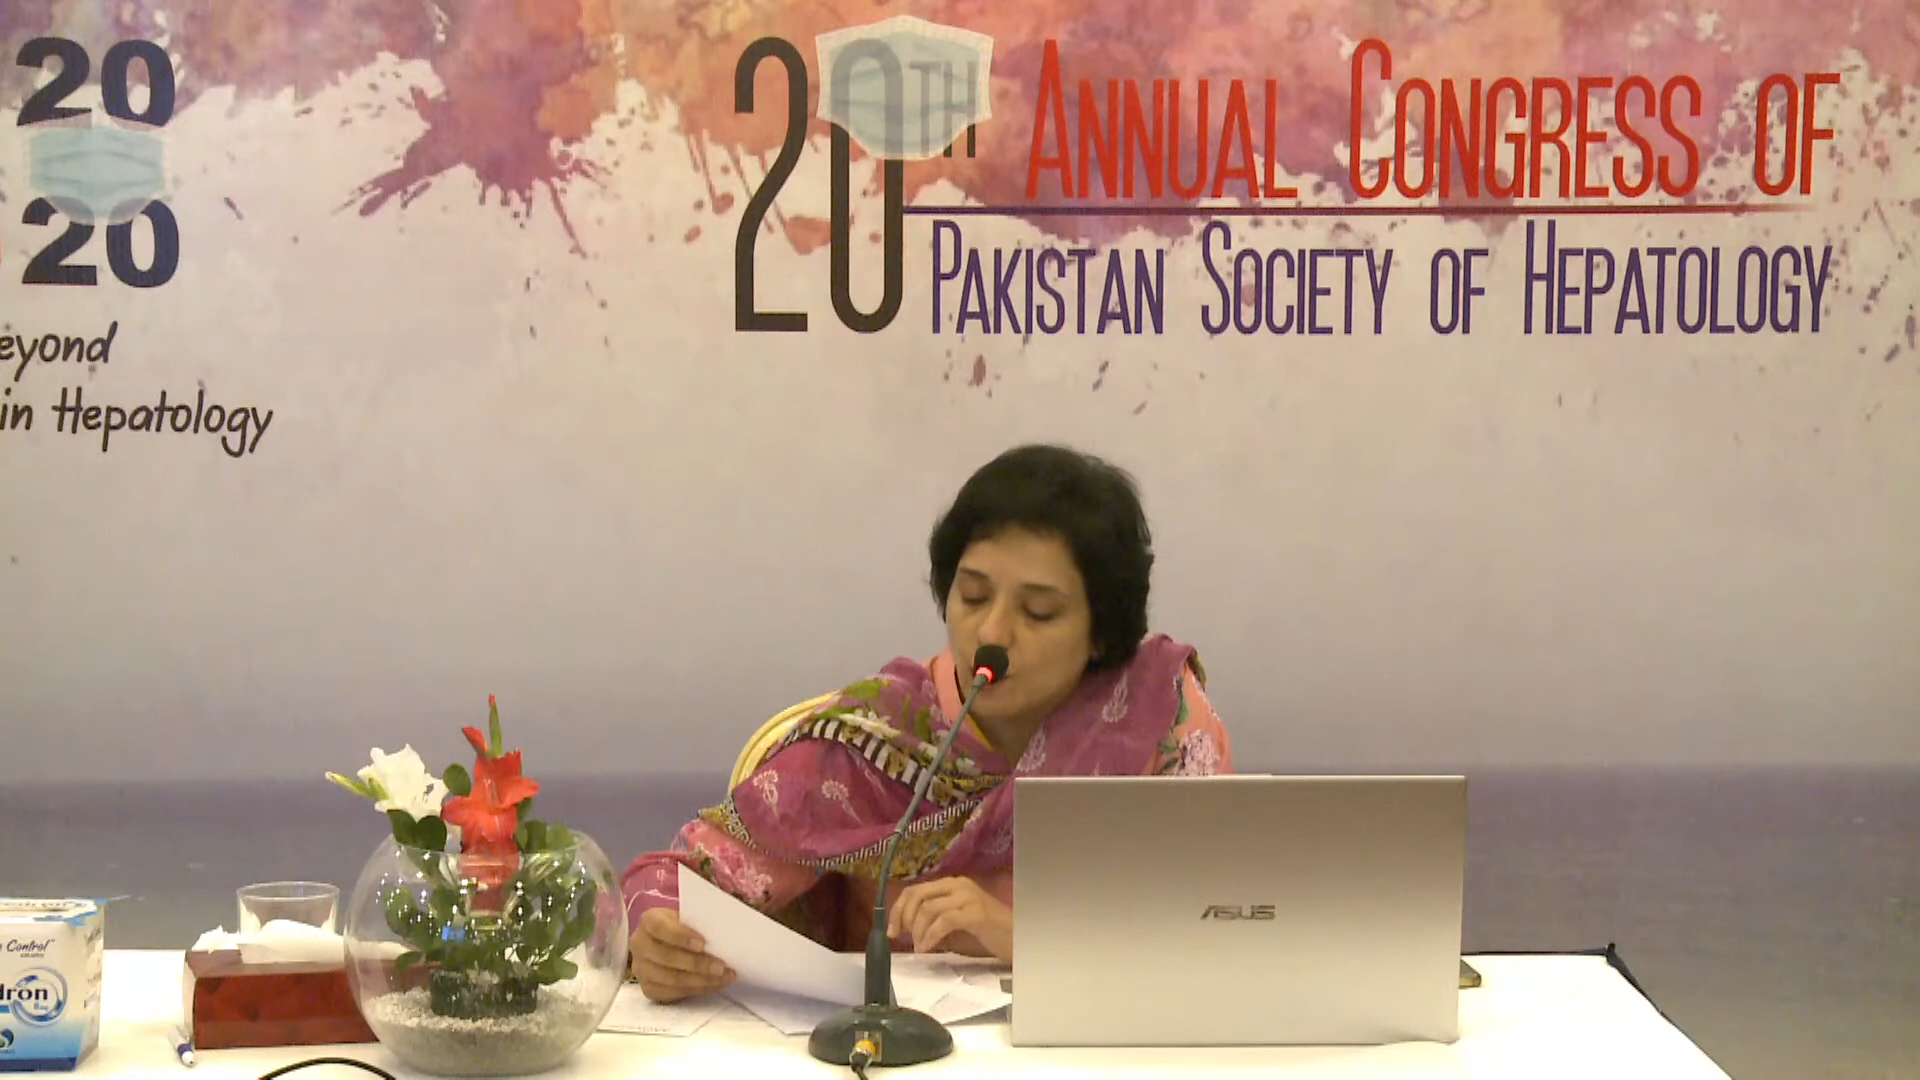 20
20
eyond
in Hepatology
20TH ANNUAL CONGRESS OF
PAKISTAN SOCIETY OF HEPATOLOGY
ASUS
Control
dron